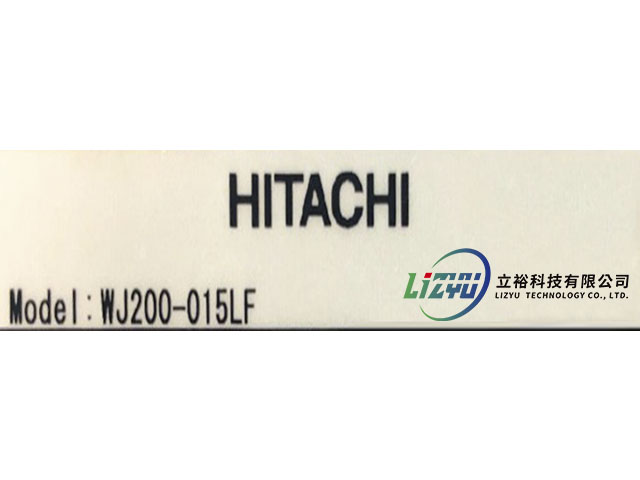 HITACHI
LIZYU
立裕科技有限公司
LIZYU TECHNOLOGY CO., LTD.
Model: WJ200-015LF